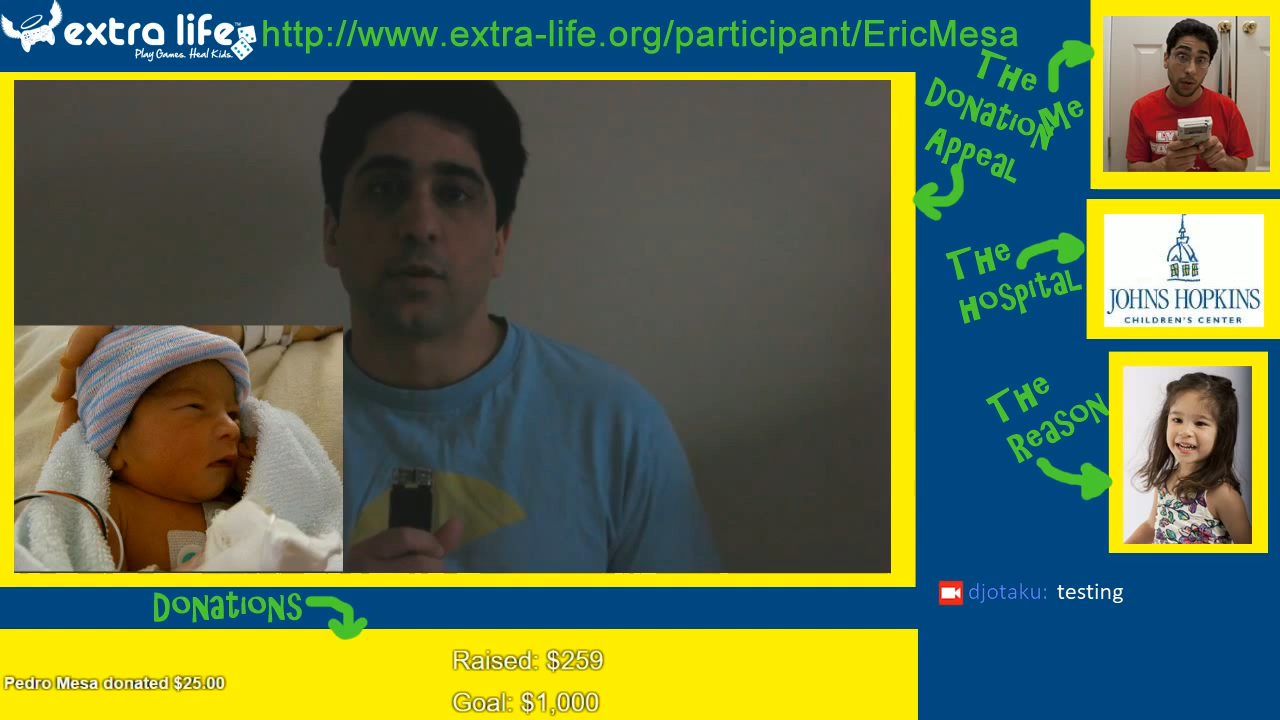 extra life
Play Games. Heal Kids.
http://www.extra-life.org/participant/EricMesa
The
Donation
Appeal
Me
The
Hospital
JOHNS HOPKINS
CHILDREN'S CENTER
The
Reason
djotaku: testing
Donations
Raised: $259
Pedro Mesa donated $25.00
Goal: $1,000